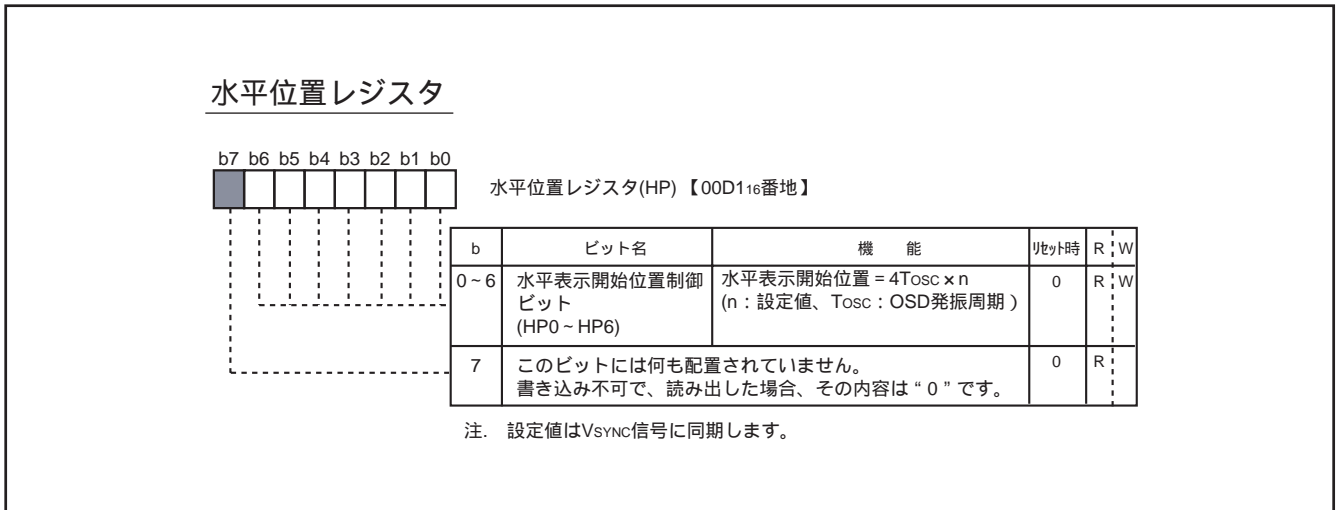 水平位置レジスタ
b7 b6 b5 b4 b3 b2 b1 b0
水平位置レジスタ(HP) 【00D116番地】
b ビット名 機 能 リセット時 R W
0~6 水平表示開始位置制御 水平表示開始位置 = 4TOSC × n 0 R W
ビット (n:設定値、TOSC:OSD発振周期)
(HP0 ~ HP6)
7 このビットには何も配置されていません。 0 R
書き込み不可で、読み出した場合、その内容は“0”です。
注. 設定値はVSYNC信号に同期します。